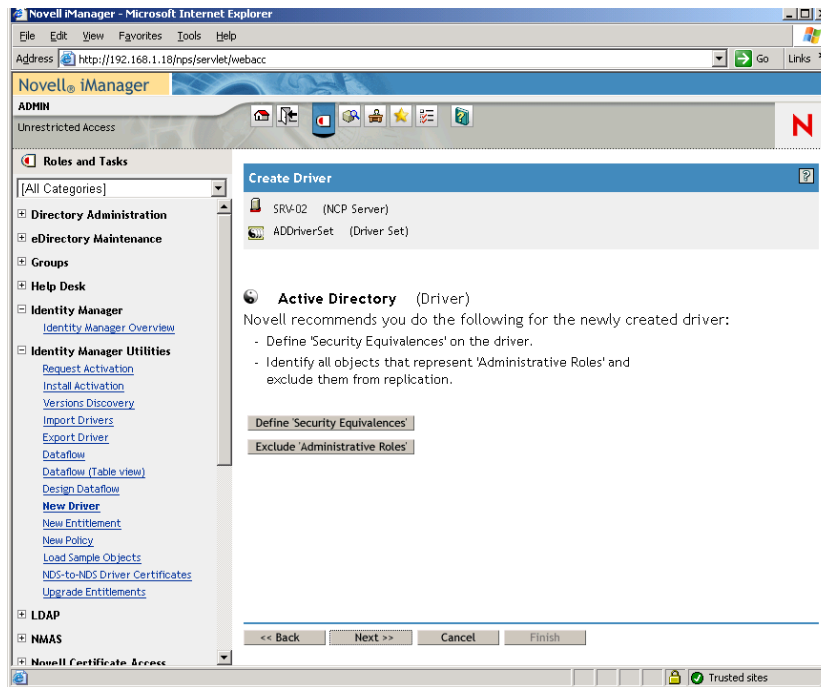 Novell iManager - Microsoft Internet Explorer
File Edit View Favorites Tools Help
Address http://192.168.1.18/nps/servlet/webacc Go Links
Novell® iManager
ADMIN
Unrestricted Access
N
Roles and Tasks
[All Categories]
Directory Administration
eDirectory Maintenance
Groups
Help Desk
Identity Manager
Identity Manager Overview
Identity Manager Utilities
Request Activation
Install Activation
Versions Discovery
Import Drivers
Export Driver
Dataflow
Dataflow (Table view)
Design Dataflow
New Driver
New Entitlement
New Policy
Load Sample Objects
NDS-to-NDS Driver Certificates
Upgrade Entitlements
LDAP
NMAS
Novell Certificate Access
Create Driver ?
SRV-02 (NCP Server)
ADDriverSet (Driver Set)
Active Directory (Driver)
Novell recommends you do the following for the newly created driver:
- Define 'Security Equivalences' on the driver.
- Identify all objects that represent 'Administrative Roles' and
exclude them from replication.
Define 'Security Equivalences'
Exclude 'Administrative Roles'
<< Back Next >> Cancel Finish
Trusted sites